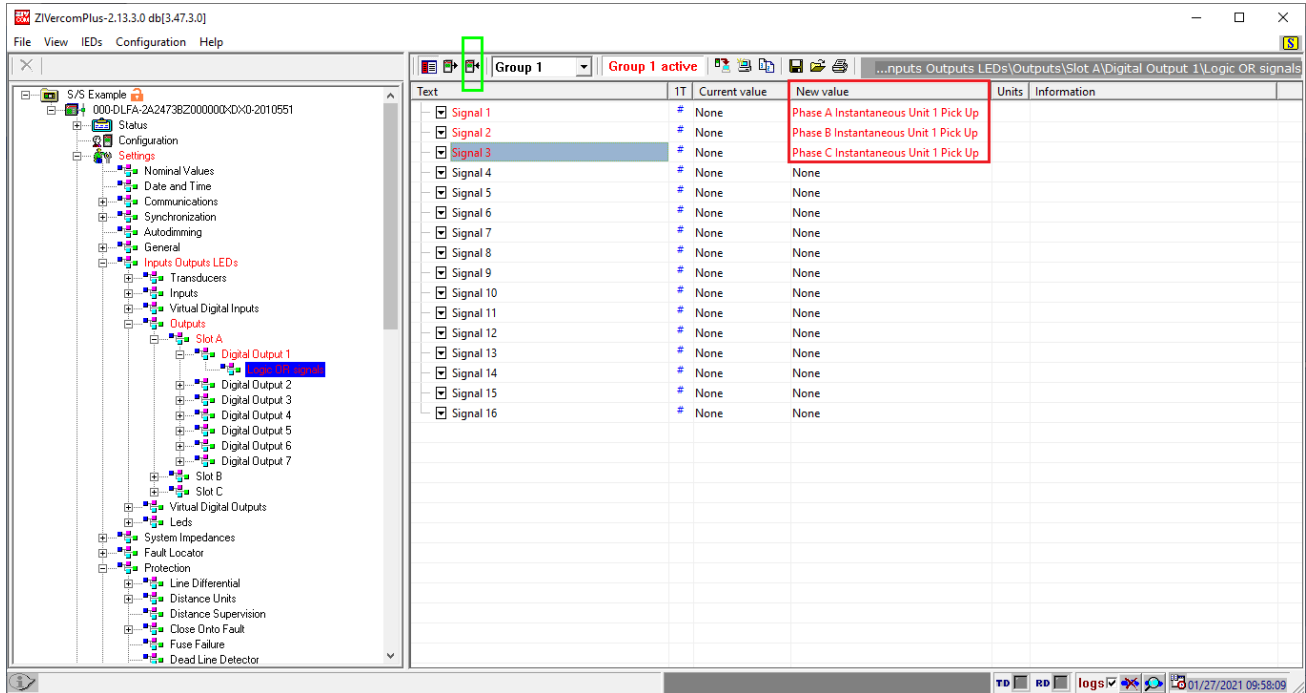 ZIVercomPlus-2.13.3.0 db[3.47.3.0]
File View IEDs Configuration Help
S
Group 1 Group 1 active ...nputs Outputs LEDs\Outputs\Slot A\Digital Output 1\Logic OR signals
S/S Example
000-DLFA-2A2473BZ000000XDX0-2010551
Status
Configuration
Settings
Nominal Values
Date and Time
Communications
Synchronization
Autodimming
General
Inputs Outputs LEDs
Transducers
Inputs
Virtual Digital Inputs
Outputs
Slot A
Digital Output 1
Logic OR signals
Digital Output 2
Digital Output 3
Digital Output 4
Digital Output 5
Digital Output 6
Digital Output 7
Slot B
Slot C
Virtual Digital Outputs
Leds
System Impedances
Fault Locator
Protection
Line Differential
Distance Units
Distance Supervision
Close Onto Fault
Fuse Failure
Dead Line Detector
Text 1T Current value New value Units Information
Signal 1 # None Phase A Instantaneous Unit 1 Pick Up
Signal 2 # None Phase B Instantaneous Unit 1 Pick Up
Signal 3 # None Phase C Instantaneous Unit 1 Pick Up
Signal 4 # None None
Signal 5 # None None
Signal 6 # None None
Signal 7 # None None
Signal 8 # None None
Signal 9 # None None
Signal 10 # None None
Signal 11 # None None
Signal 12 # None None
Signal 13 # None None
Signal 14 # None None
Signal 15 # None None
Signal 16 # None None
TD RD logs 01/27/2021 09:58:09